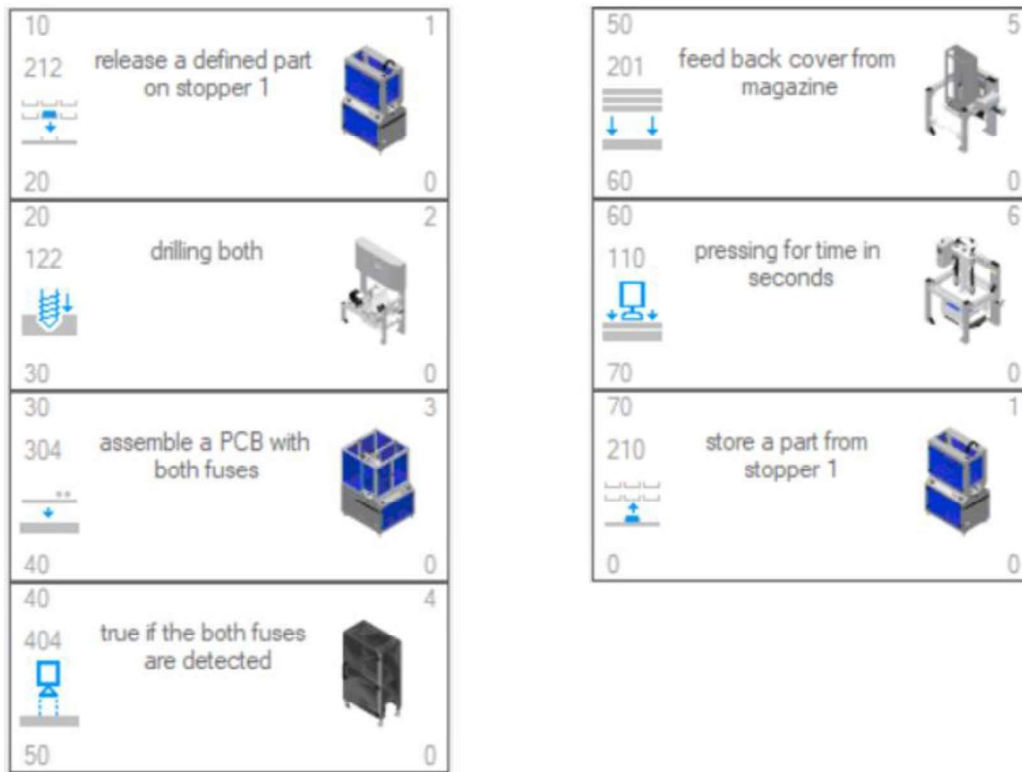 10
1
212
release a defined part
on stopper 1
20
0
20
2
122
drilling both
30
0
30
3
304
assemble a PCB with
both fuses
40
0
40
4
404
true if the both fuses
are detected
50
0
50
5
201
feed back cover from
magazine
60
0
60
6
110
pressing for time in
seconds
70
0
70
1
210
store a part from
stopper 1
0
0